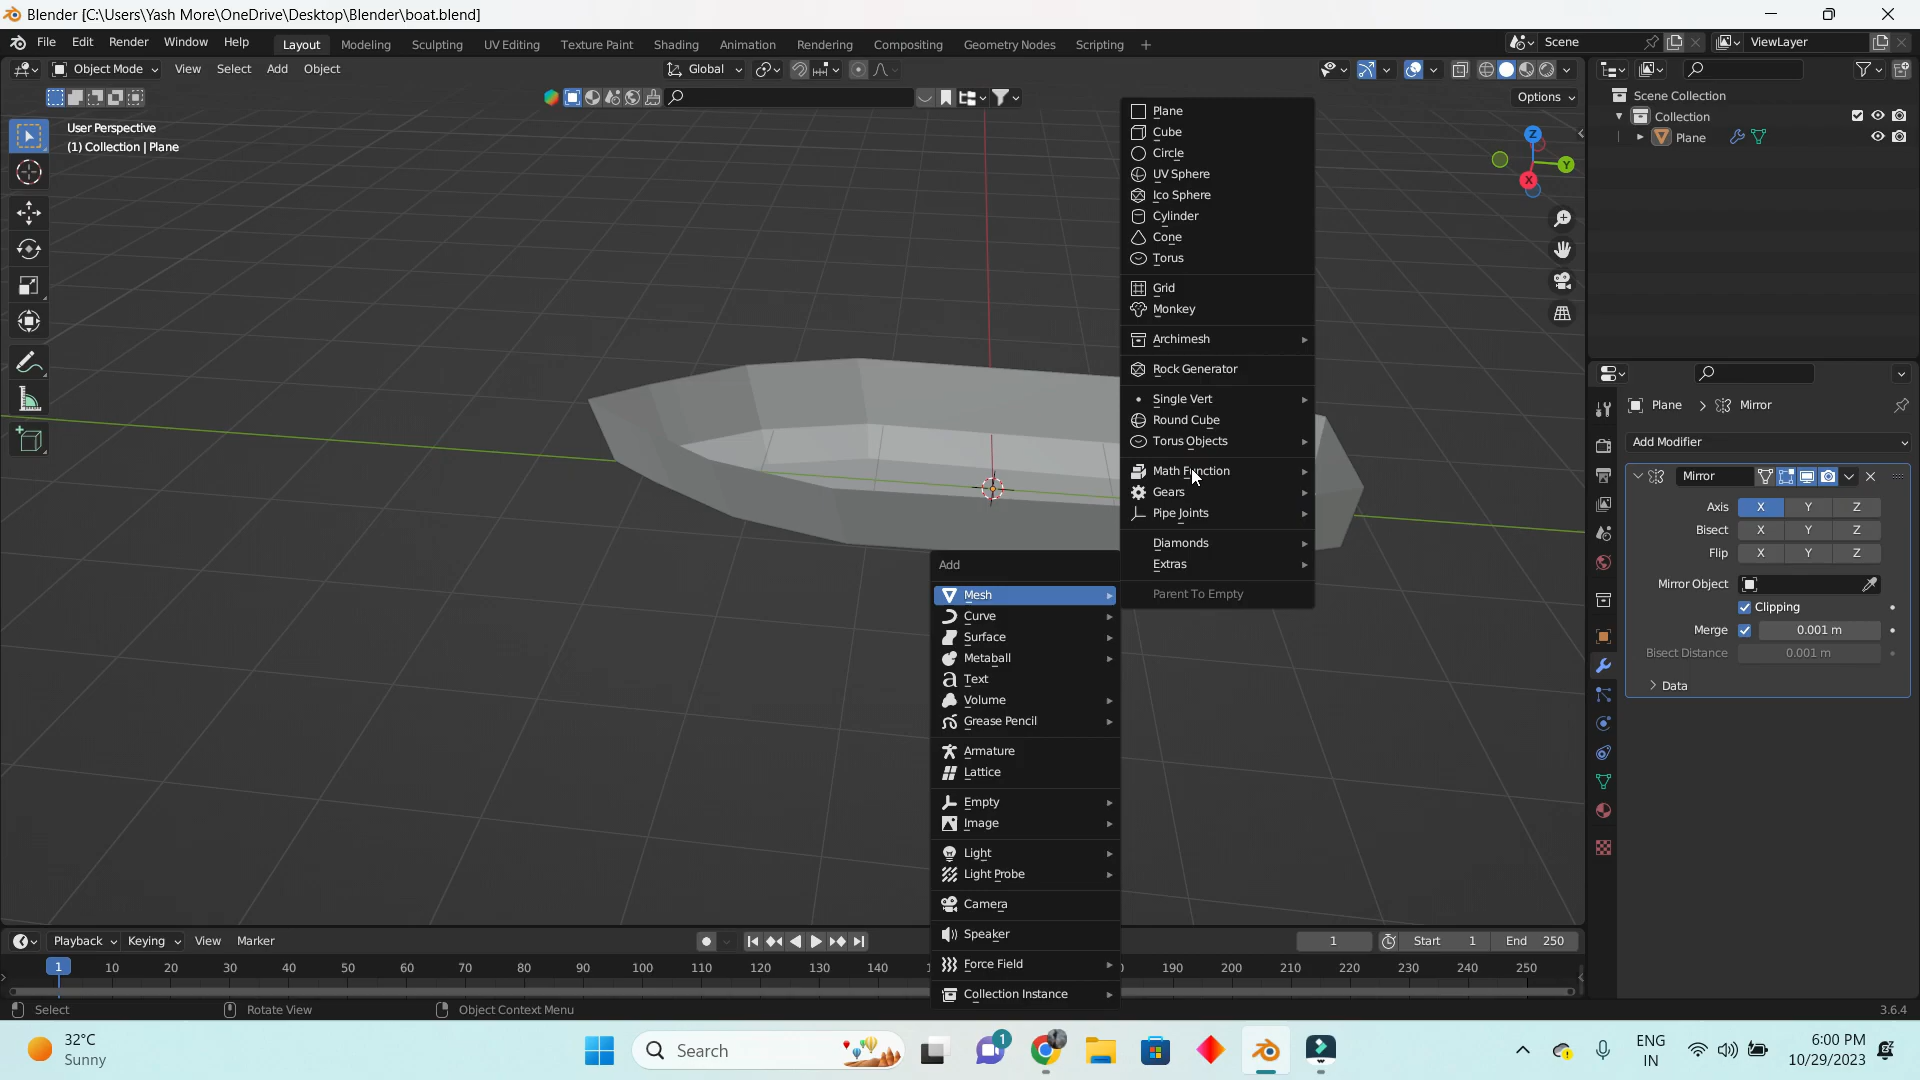 Blender [C:\Users\Yash More\OneDrive\Desktop\Blender\boat.blend]
File Edit Render Window Help Layout Modeling Sculpting UV Editing Texture Paint Shading Animation Rendering Compositing Geometry Nodes Scripting + Scene ViewLayer
Object Mode View Select Add Object Global
Options
User Perspective
(1) Collection | Plane
Z
Y
X
Scene Collection
Collection
Plane
Plane
Cube
Circle
UV Sphere
Ico Sphere
Cylinder
Cone
Torus
Grid
Monkey
Archimesh
Rock Generator
Single Vert
Round Cube
Torus Objects
Math Function
Gears
Pipe Joints
Diamonds
Extras
Parent To Empty
Add
Mesh
Curve
Surface
Metaball
Text
Volume
Grease Pencil
Armature
Lattice
Empty
Image
Light
Light Probe
Camera
Speaker
Force Field
Collection Instance
Plane > Mirror
Add Modifier
Mirror
Axis X Y Z
Bisect X Y Z
Flip X Y Z
Mirror Object
Clipping
Merge 0.001 m
Bisect Distance 0.001 m
> Data
Playback Keying View Marker 1 Start 1 End 250
1 10 20 30 40 50 60 70 80 90 100 110 120 130 140 190 200 210 220 230 240 250
Select Rotate View Object Context Menu 3.6.4
32°C
Sunny
Search
1
ENG
IN
6:00 PM
10/29/2023